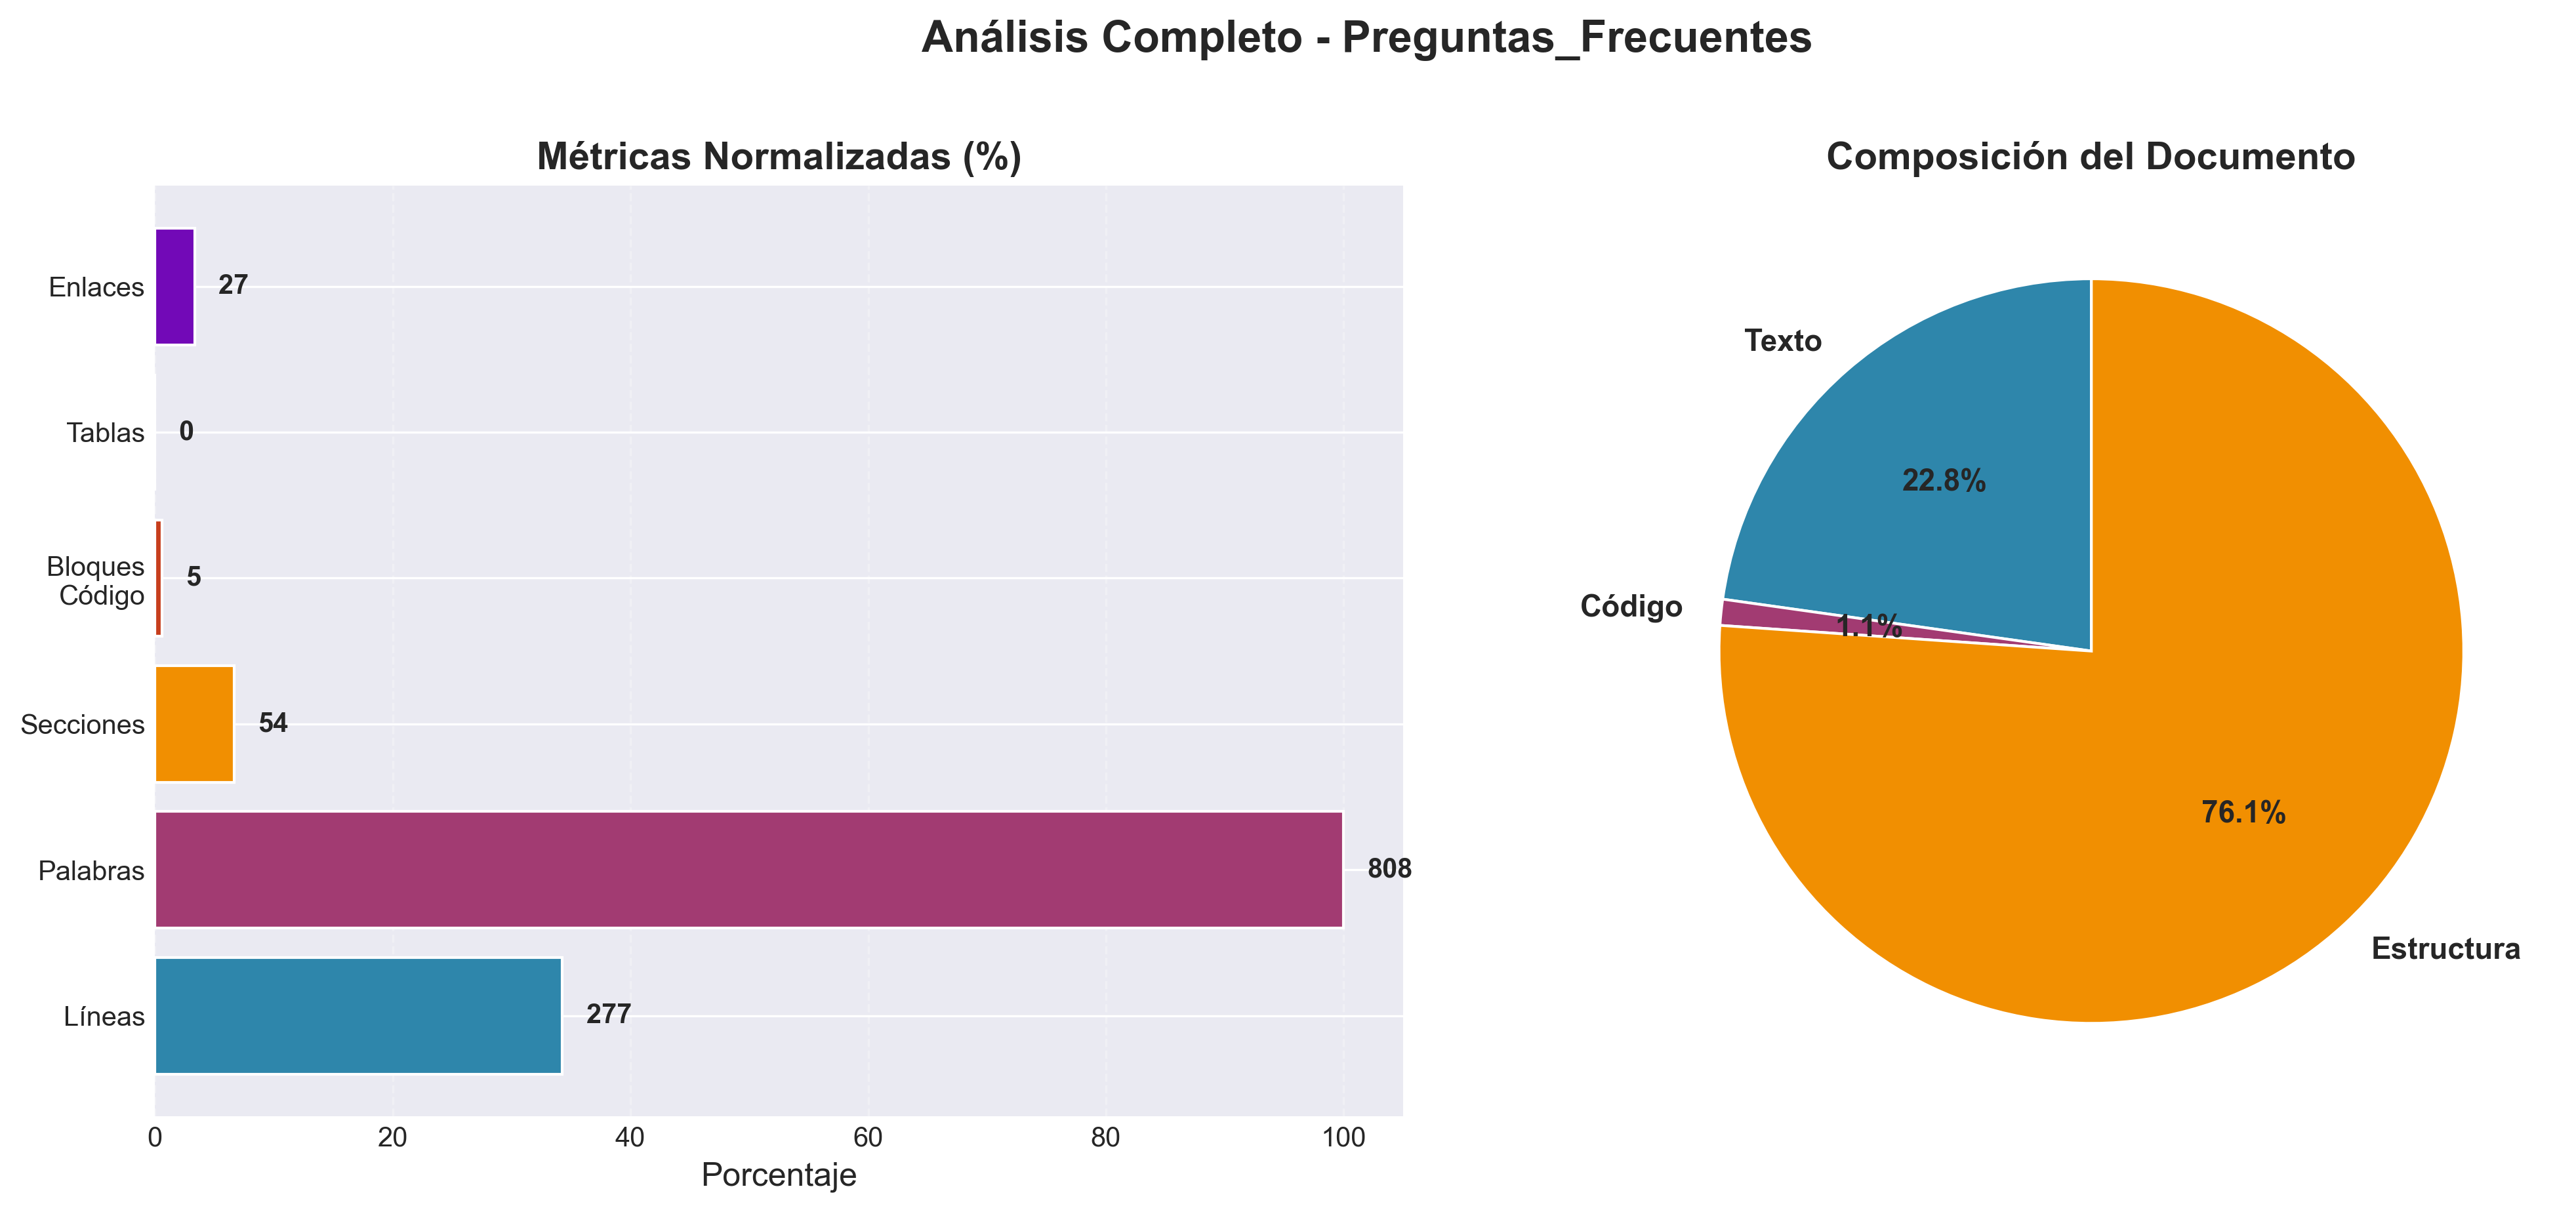 Análisis Completo - Preguntas_Frecuentes
Métricas Normalizadas (%)
Enlaces
27
Tablas
0
Bloques
Código
5
Secciones
54
Palabras
808
Líneas
277
0
20
40
60
80
100
Porcentaje
Composición del Documento
Texto
22.8%
Código
1.1%
76.1%
Estructura